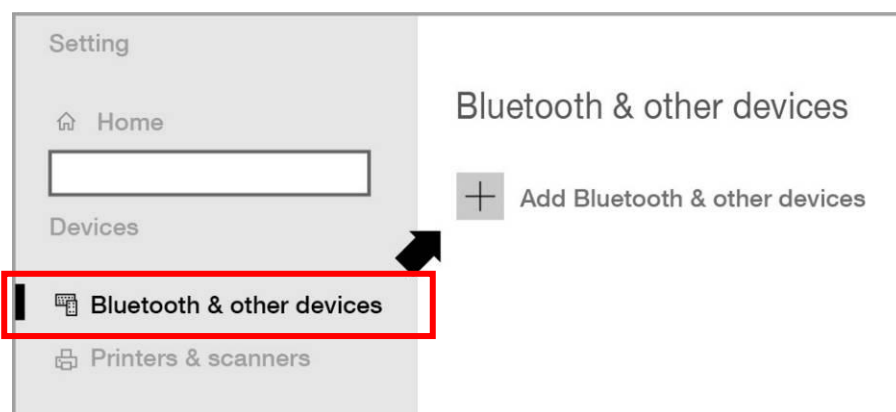 Setting
Home
Devices
Bluetooth & other devices
Printers & scanners
Bluetooth & other devices
Add Bluetooth & other devices